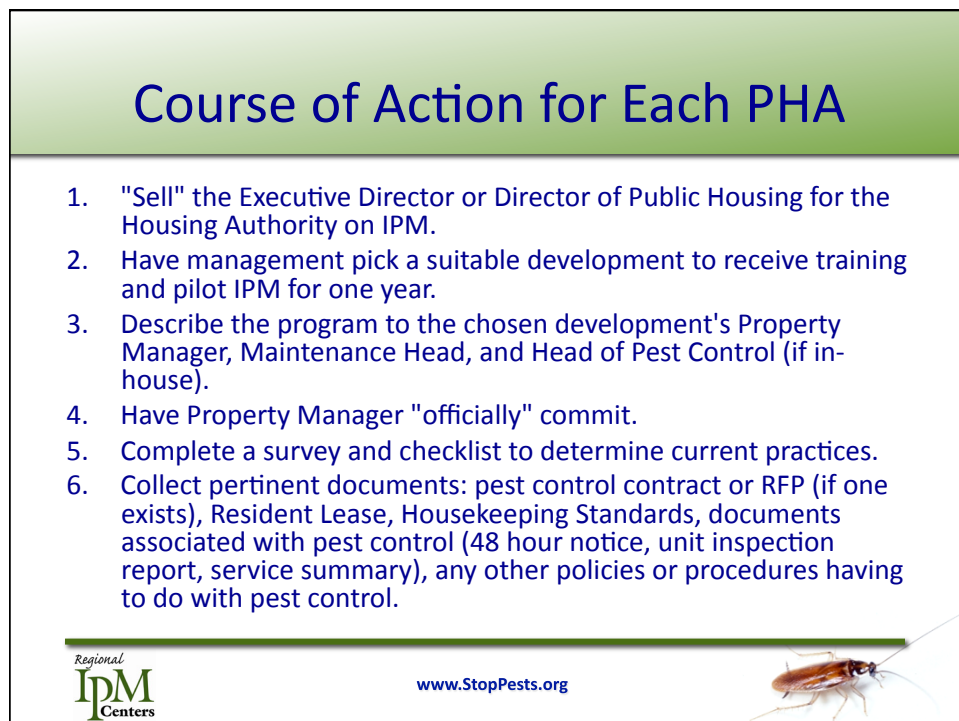 Course of Action for Each PHA
1. "Sell" the Executive Director or Director of Public Housing for the
Housing Authority on IPM.
2. Have management pick a suitable development to receive training
and pilot IPM for one year.
3. Describe the program to the chosen development's Property
Manager, Maintenance Head, and Head of Pest Control (if in-
house).
4. Have Property Manager "officially" commit.
5. Complete a survey and checklist to determine current practices.
6. Collect pertinent documents: pest control contract or RFP (if one
exists), Resident Lease, Housekeeping Standards, documents
associated with pest control (48 hour notice, unit inspection
report, service summary), any other policies or procedures having
to do with pest control.
Regional
IPM
Centers
www.StopPests.org